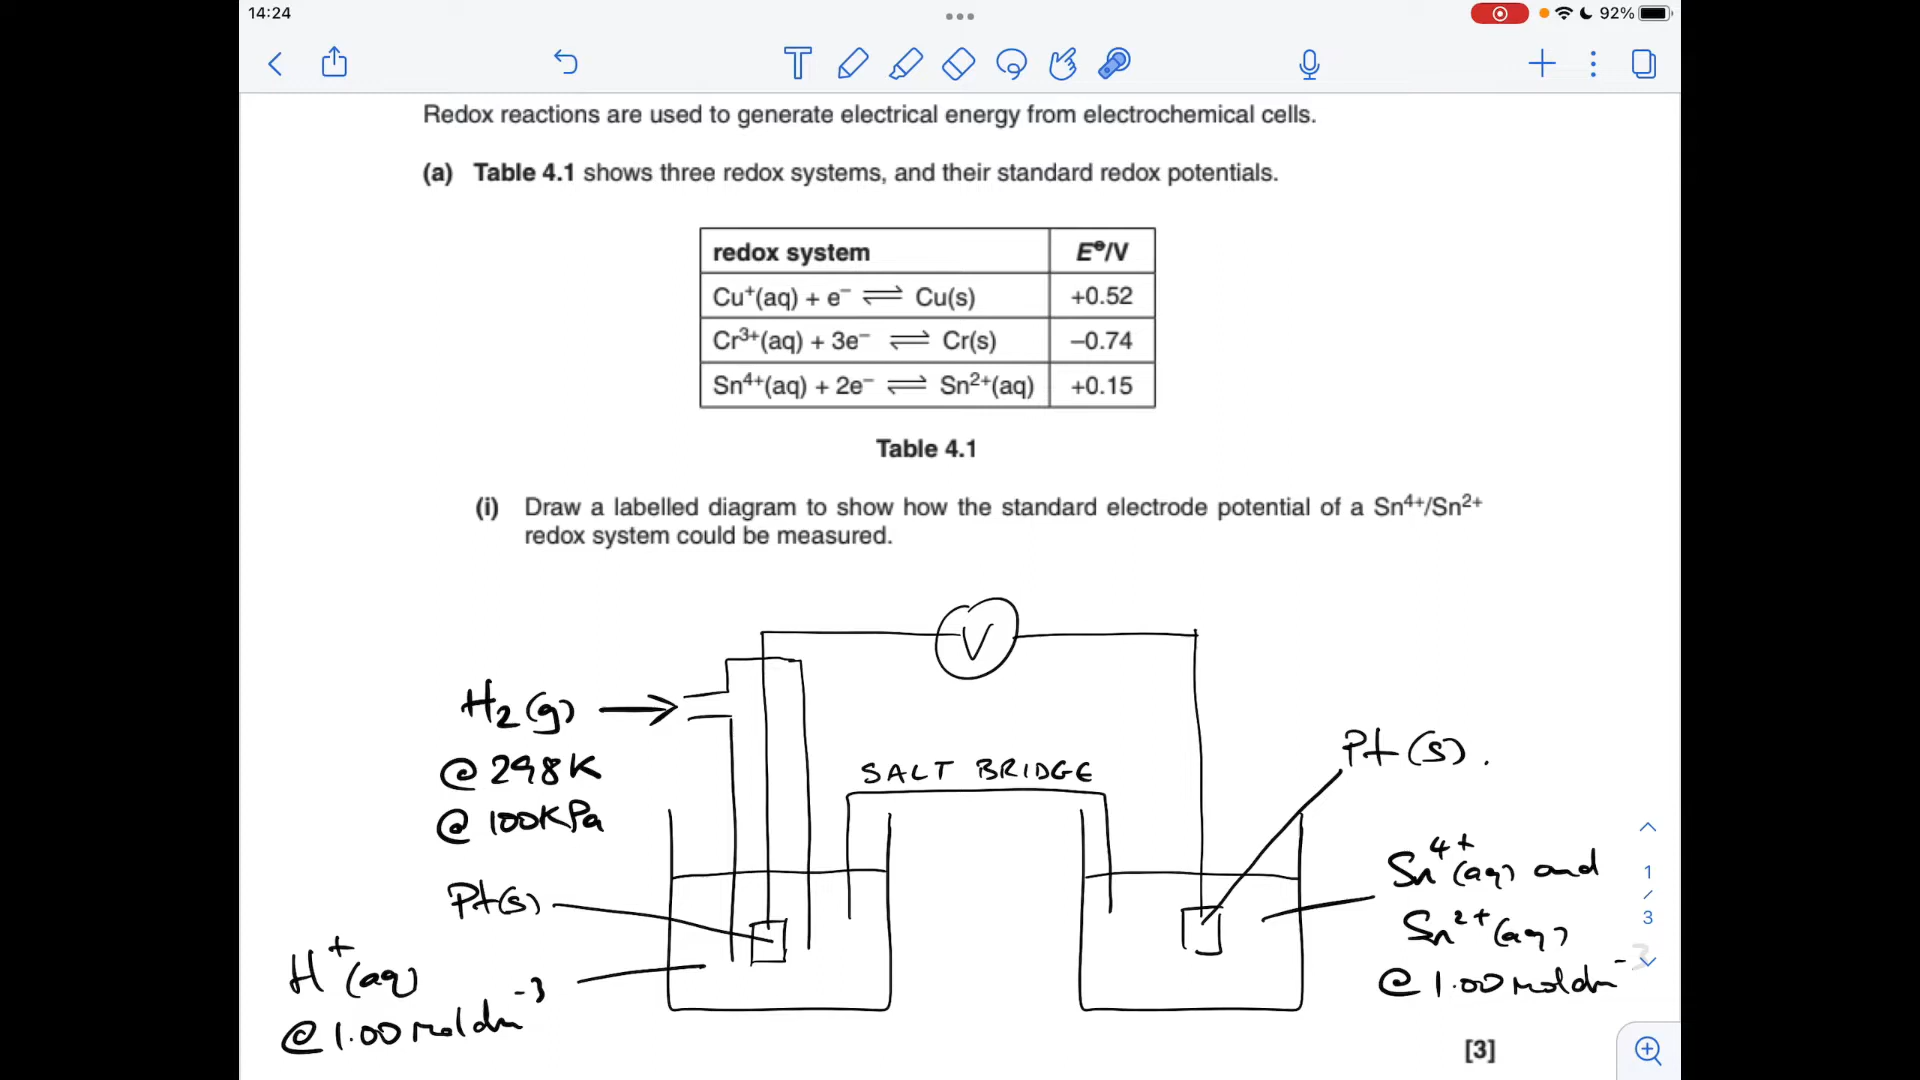 14:24
92%
Redox reactions are used to generate electrical energy from electrochemical cells.
(a) Table 4.1 shows three redox systems, and their standard redox potentials.
redox system E⦵/V
Cu⁺(aq) + e⁻ ⇌ Cu(s) +0.52
Cr³⁺(aq) + 3e⁻ ⇌ Cr(s) –0.74
Sn⁴⁺(aq) + 2e⁻ ⇌ Sn²⁺(aq) +0.15
Table 4.1
(i) Draw a labelled diagram to show how the standard electrode potential of a Sn⁴⁺/Sn²⁺
redox system could be measured.
V
H₂(g)
@ 298K
@ 100KPa
SALT BRIDGE
Pt(s).
Pt(s)
Sn⁴⁺(aq) and
Sn²⁺(aq)
@ 1.00 moldm⁻³
H⁺(aq)
@ 1.00 moldm⁻³
1
/
3
[3]